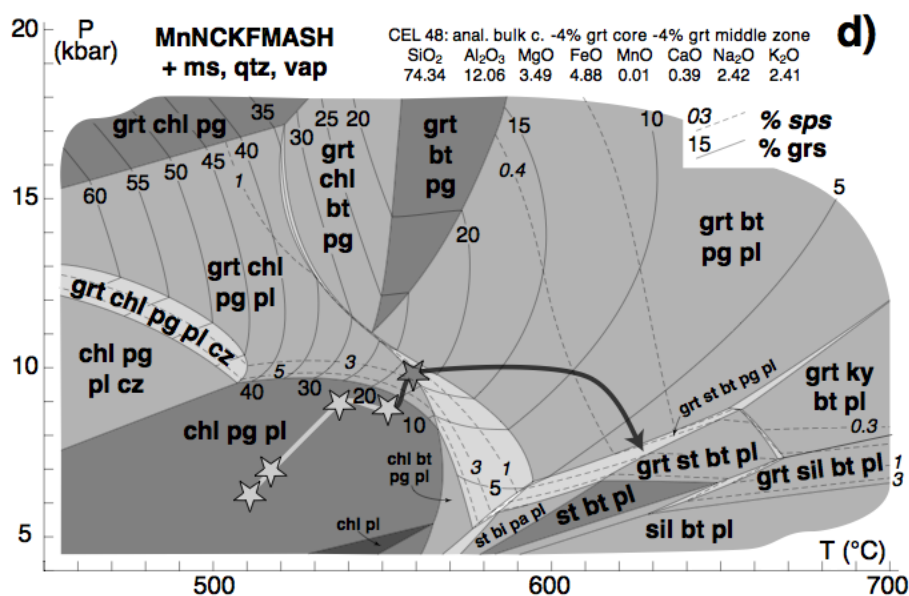 20
P
(kbar)
MnNCKFMASH
+ ms, qtz, vap
CEL 48: anal. bulk c. -4% grt core -4% grt middle zone
SiO₂ Al₂O₃ MgO FeO MnO CaO Na₂O K₂O
74.34 12.06 3.49 4.88 0.01 0.39 2.42 2.41
d)
03 % sps
15 % grs
grt chl pg
35
30
25
20
grt
chl
bt
pg
grt
bt
pg
15
0.4
10
5
15
60
55
50
45
40
1
20
grt bt
pg pl
grt chl
pg pl
grt chl pg pl cz
chl pg
pl cz
10
5
3
40
30
20
10
chl pg pl
chl bt
pg pl
chl pl
3
1
5
grt st bt pg pl
grt ky
bt pl
0.3
grt st bt pl
grt sil bt pl
1
3
st bi pa pl
st bt pl
sil bt pl
5
T (°C)
500
600
700